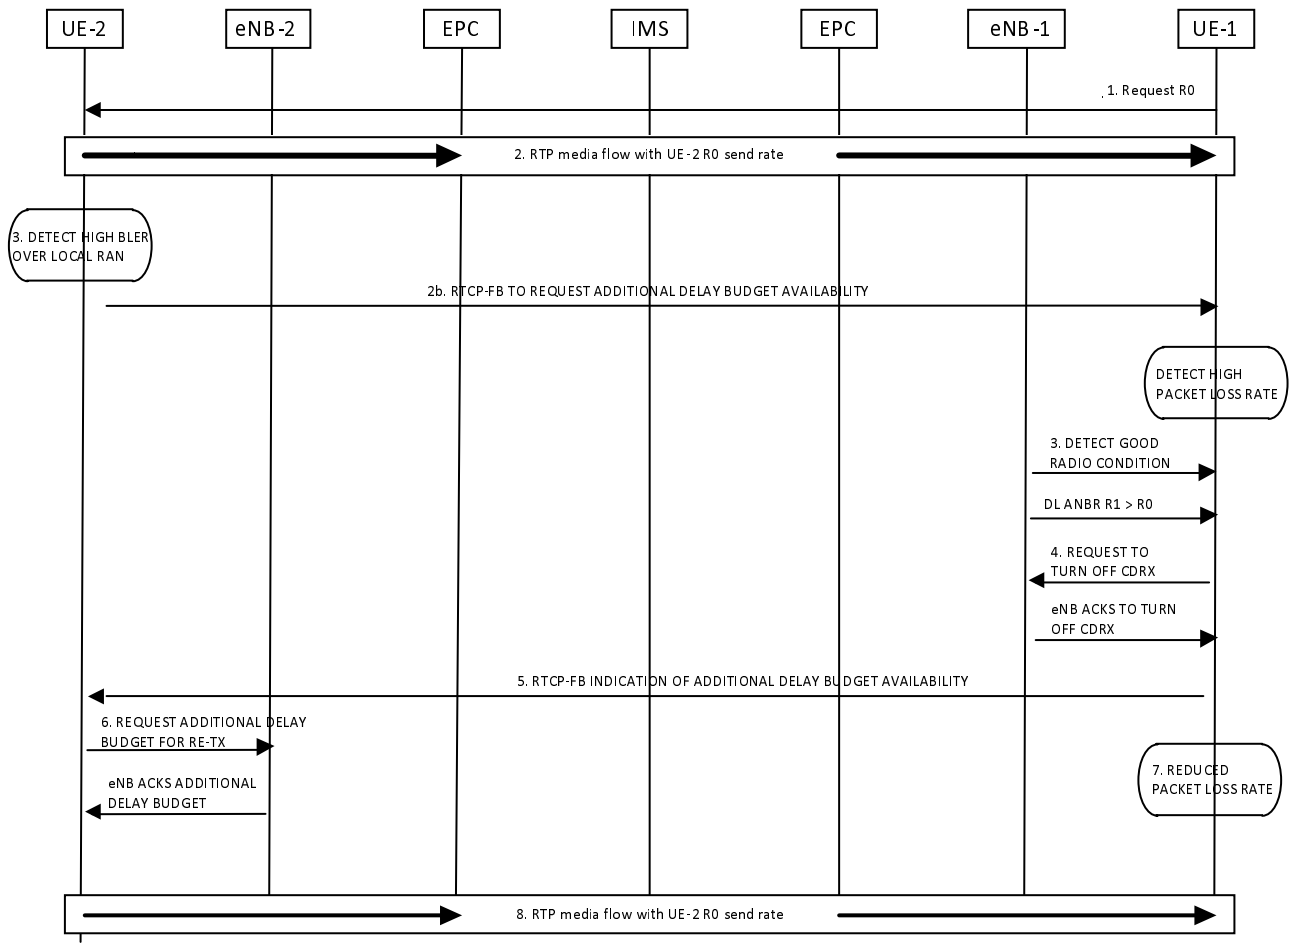 UE-2
eNB-2
EPC
IMS
EPC
eNB-1
UE-1
1. Request R0
2. RTP media flow with UE-2 R0 send rate
3. DETECT HIGH BLER
OVER LOCAL RAN
2b. RTCP-FB TO REQUEST ADDITIONAL DELAY BUDGET AVAILABILITY
DETECT HIGH
PACKET LOSS RATE
3. DETECT GOOD
RADIO CONDITION
DL ANBR R1 > R0
4. REQUEST TO
TURN OFF CDRX
eNB ACKS TO TURN
OFF CDRX
5. RTCP-FB INDICATION OF ADDITIONAL DELAY BUDGET AVAILABILITY
6. REQUEST ADDITIONAL DELAY
BUDGET FOR RE-TX
7. REDUCED
PACKET LOSS RATE
eNB ACKS ADDITIONAL
DELAY BUDGET
8. RTP media flow with UE-2 R0 send rate